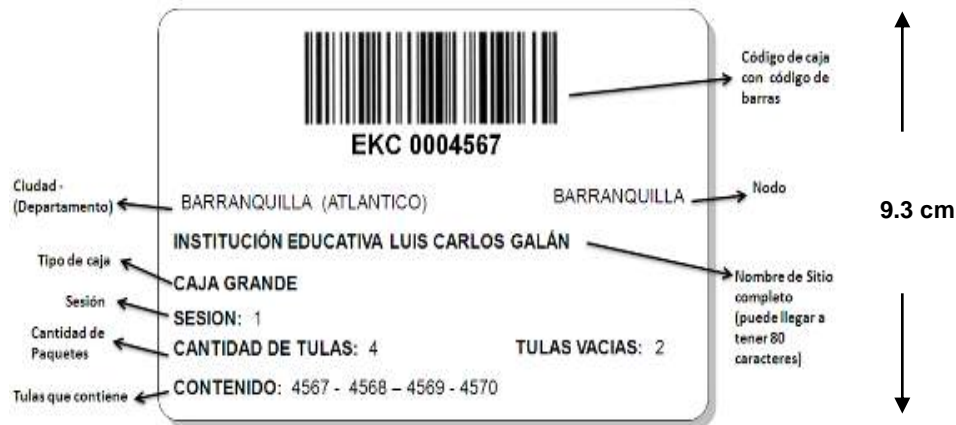 Código de caja
con código de
barras
EKC 0004567
Ciudad -
(Departamento)
BARRANQUILLA (ATLANTICO)
BARRANQUILLA
Nodo
9.3 cm
INSTITUCIÓN EDUCATIVA LUIS CARLOS GALÁN
Tipo de caja
CAJA GRANDE
Nombre de Sitio
completo
(puede llegar a
tener 80
caracteres)
Sesión
SESION: 1
Cantidad de
Paquetes
CANTIDAD DE TULAS: 4
TULAS VACIAS: 2
Tulas que contiene
CONTENIDO: 4567 - 4568 – 4569 - 4570